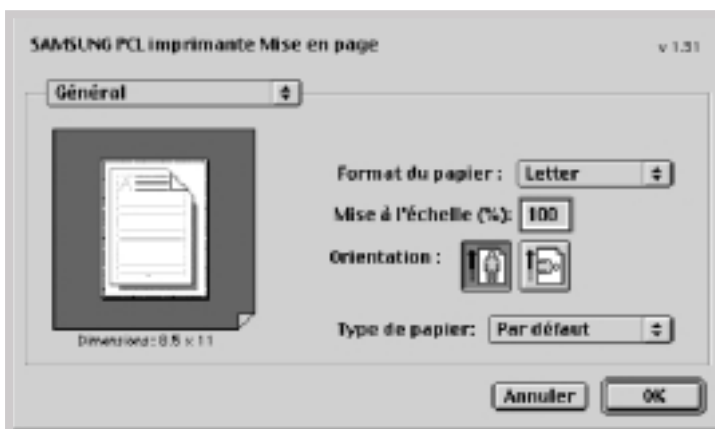 SAMSUNG PCL imprimante Mise en page
v 1.31
Général
Format du papier : Letter
Mise à l'échelle (%): 100
Orientation :
Dimensions : 8.5 x 11
Type de papier: Par défaut
Annuler
OK